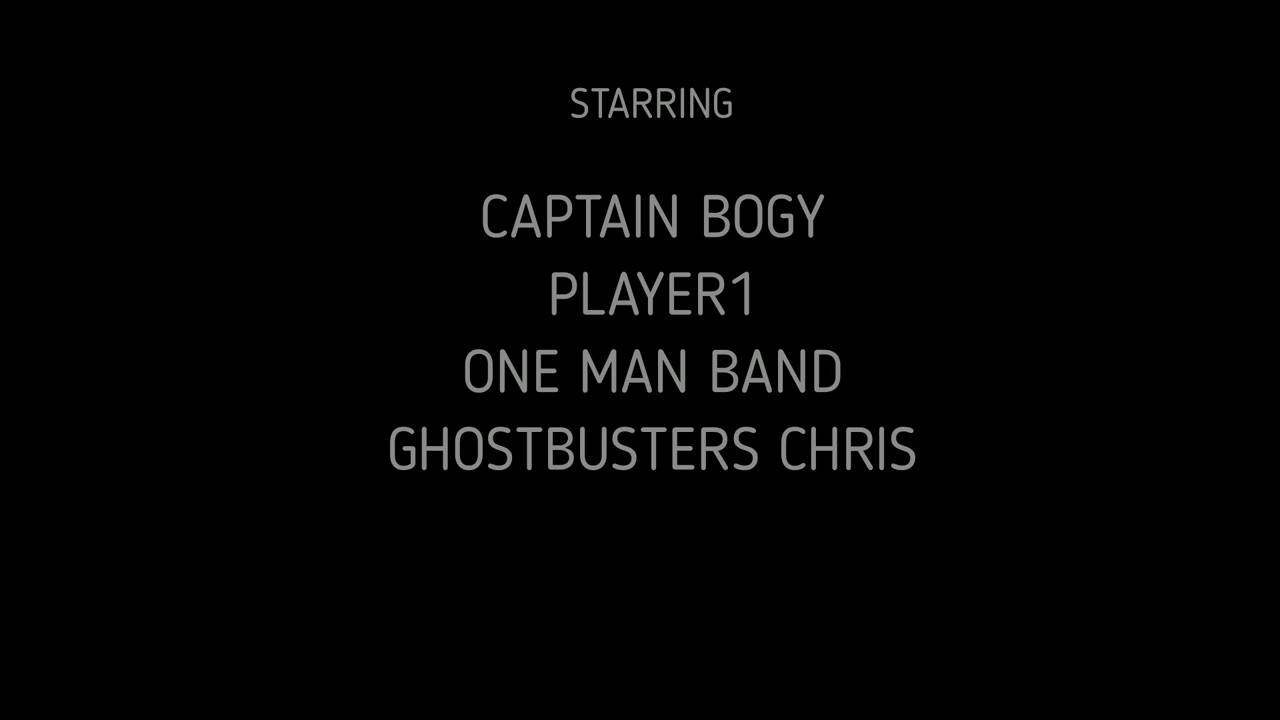 STARRING
CAPTAIN BOGY
PLAYER1
ONE MAN BAND
GHOSTBUSTERS CHRIS